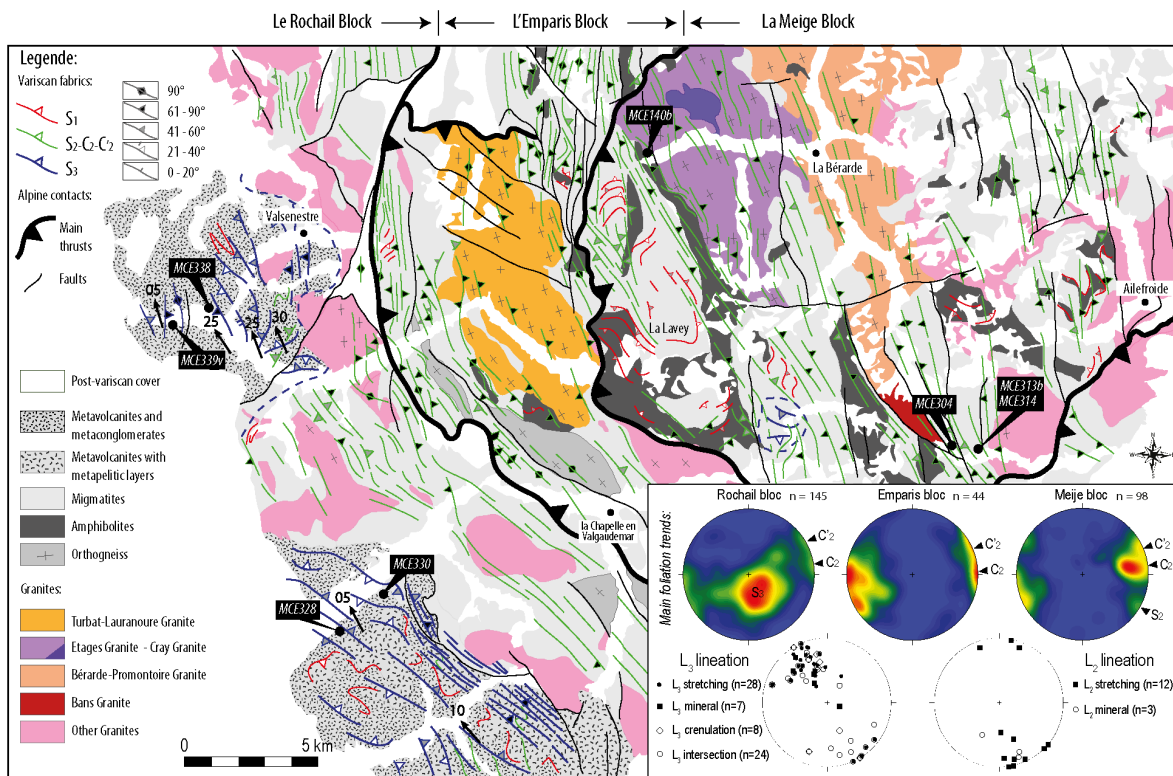 Le Rochail Block
L'Emparis Block
La Meige Block
Legende:
Variscan fabrics:
S1
S2-C2-C'2
S3
90°
61 - 90°
41 - 60°
21 - 40°
0 - 20°
Alpine contacts:
Main
thrusts
Faults
Post-variscan cover
Metavolcanites and
metaconglomerates
Metavolcanites with
metapelitic layers
Migmatites
Amphibolites
Orthogneiss
Granites:
Turbat-Lauranoure Granite
Etages Granite - Cray Granite
Bérarde-Promontoire Granite
Bans Granite
Other Granites
0
5 km
Valsenestre
MCE338
05
25
25
30
MCE339v
MCE140b
La Bérarde
La Lavey
Ailefroide
MCE304
MCE313b
MCE314
N
la Chapelle en
Valgaudemar
MCE330
05
MCE328
10
Main foliation trends:
Rochail bloc n = 145
Emparis bloc n = 44
Meije bloc n = 98
S3
C'2
C2
C'2
C2
C'2
C2
S2
L3 lineation
L3 stretching (n=28)
L3 mineral (n=7)
L3 crenulation (n=8)
L3 intersection (n=24)
L2 lineation
L2 stretching (n=12)
L2 mineral (n=3)